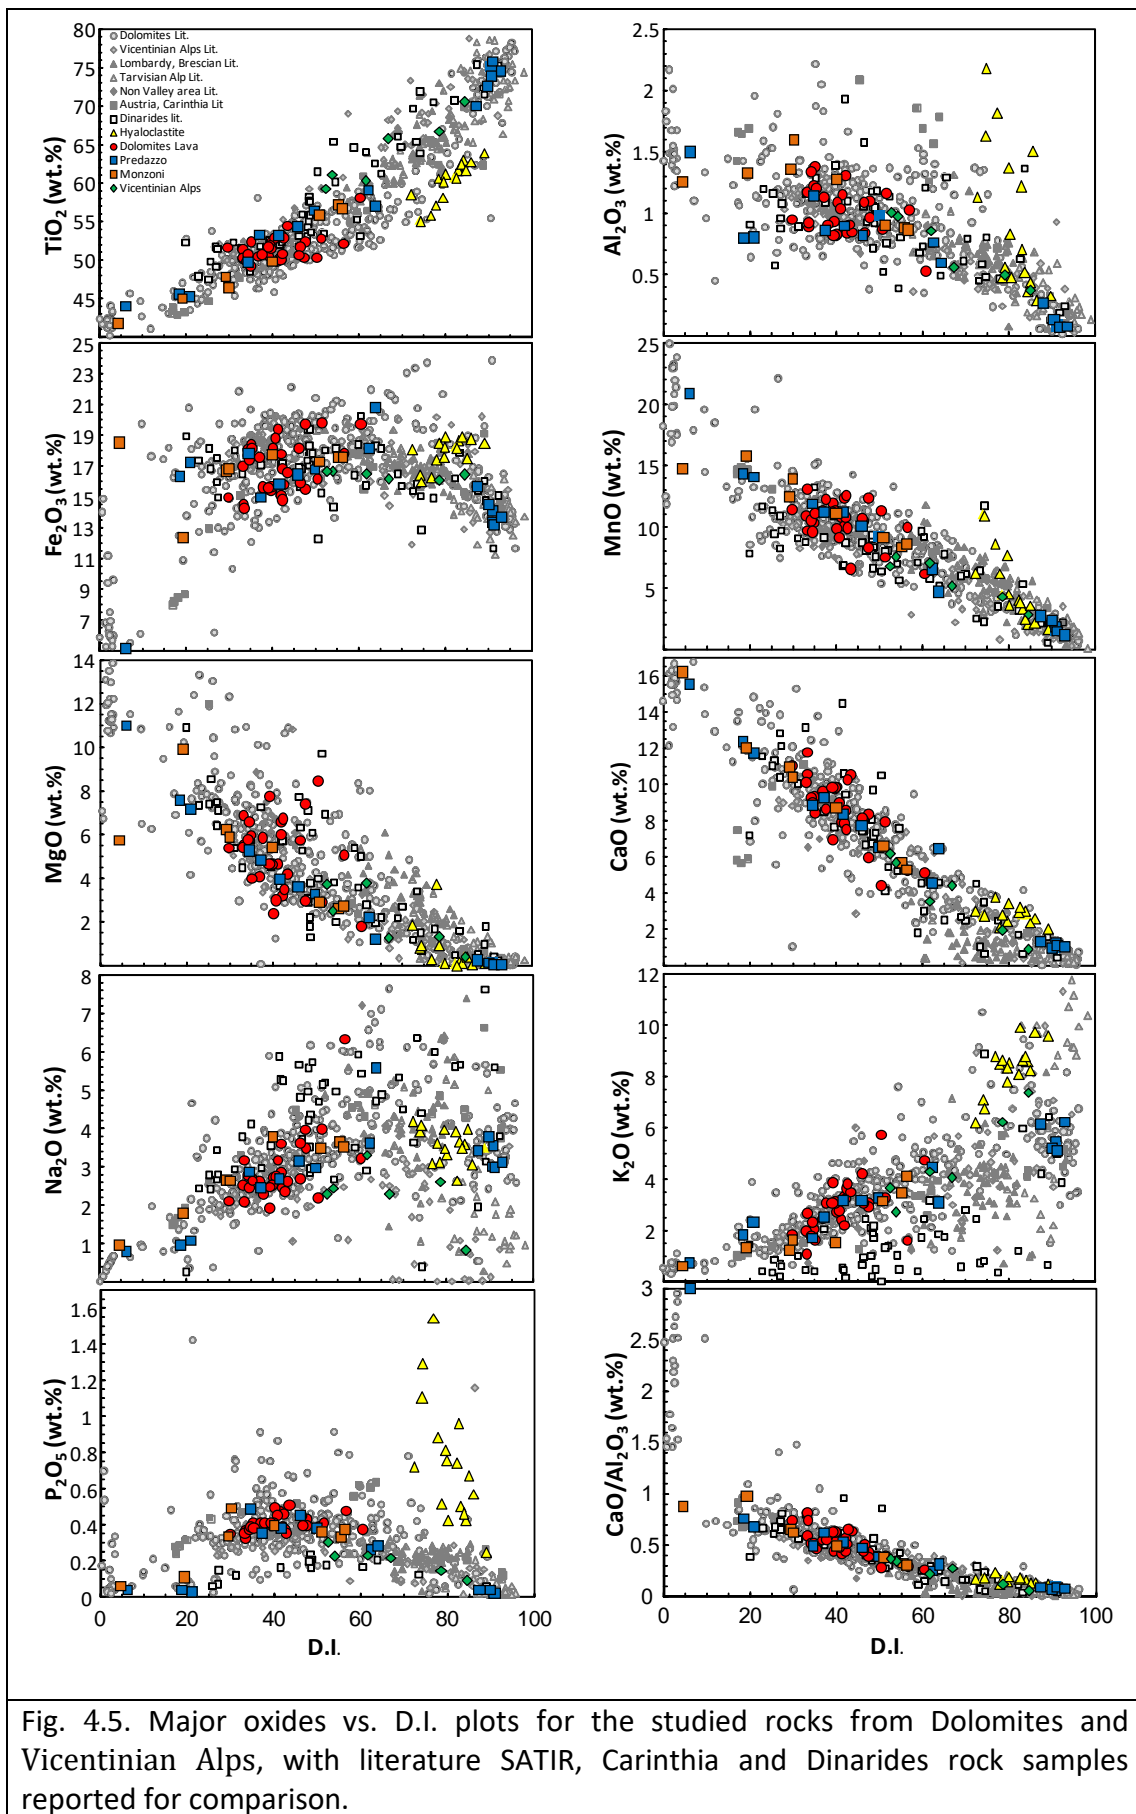 80
75
70
65
60
55
50
45
TiO2 (wt.%)
Dolomites Lit.
Vicentinian Alps Lit.
Lombardy, Brescian Lit.
Tarvisian Alp Lit.
Non Valley area Lit.
Austria, Carinthia Lit
Dinarides lit.
Hyaloclastite
Dolomites Lava
Predazzo
Monzoni
Vicentinian Alps
2.5
2
1.5
1
0.5
Al2O3 (wt.%)
25
23
21
19
17
15
13
11
9
7
Fe2O3 (wt.%)
25
20
15
10
5
MnO (wt.%)
14
12
10
8
6
4
2
MgO (wt.%)
16
14
12
10
8
6
4
2
CaO (wt.%)
8
7
6
5
4
3
2
1
Na2O (wt.%)
12
10
8
6
4
2
K2O (wt.%)
1.6
1.4
1.2
1
0.8
0.6
0.4
0.2
0
P2O5 (wt.%)
0 20 40 60 80 100
D.I.
3
2.5
2
1.5
1
0.5
0
CaO/Al2O3 (wt.%)
0 20 40 60 80 100
D.I.
Fig. 4.5. Major oxides vs. D.I. plots for the studied rocks from Dolomites and
Vicentinian Alps, with literature SATIR, Carinthia and Dinarides rock samples
reported for comparison.